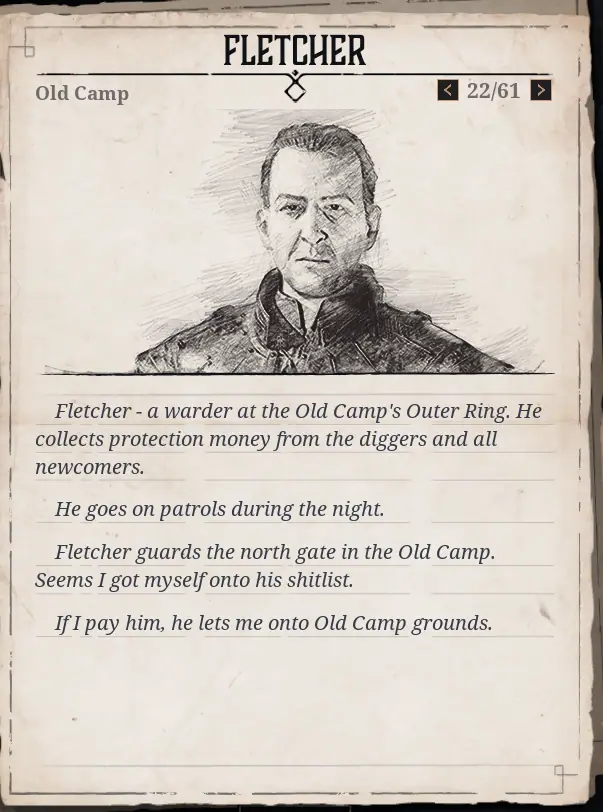 FLETCHER
Old Camp
22/61
Fletcher - a warder at the Old Camp's Outer Ring. He
collects protection money from the diggers and all
newcomers.
He goes on patrols during the night.
Fletcher guards the north gate in the Old Camp.
Seems I got myself onto his shitlist.
If I pay him, he lets me onto Old Camp grounds.